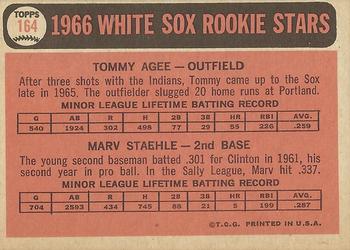 TOPPS
164
1966 WHITE SOX ROOKIE STARS
TOMMY AGEE — OUTFIELD
After three shots with the Indians, Tommy came up to the Sox
late in 1965. The outfielder slugged 20 home runs at Portland.
MINOR LEAGUE LIFETIME BATTING RECORD
G AB R H 2B 3B HR RBI AVG.
540 1924 302 498 77 29 55 226 .259
MARV STAEHLE — 2nd BASE
The young second baseman batted .301 for Clinton in 1961, his
second year in pro ball. In the Sally League, Marv hit .337.
MINOR LEAGUE LIFETIME BATTING RECORD
G AB R H 2B 3B HR RBI AVG.
704 2593 434 745 88 21 5 199 .287
©T.C.G. PRINTED IN U.S.A.